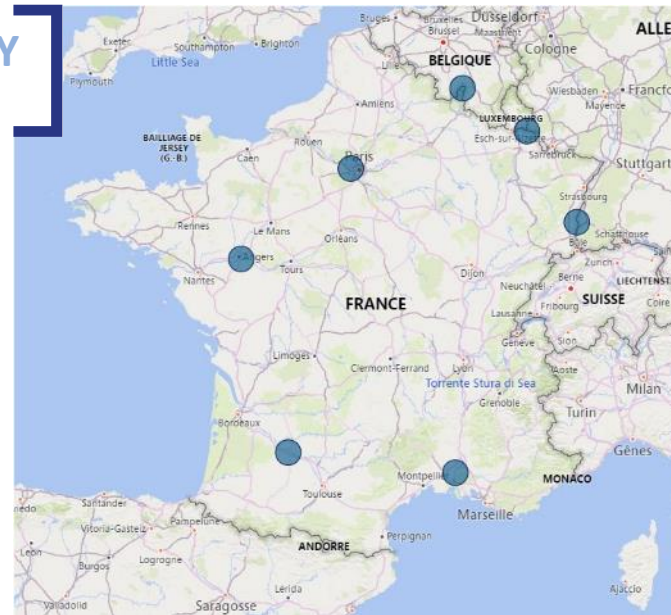 Y
Bruges
Bruxelles
Brussel
Düsseldorf
Maastricht
Cologne
ALLE
Exeter
Southampton
Brighton
Plymouth
Little Sea
Lille
BELGIQUE
Wiesbaden
Francfo
Mayence
Amiens
LUXEMBOURG
Esch-sur-Alzette
Sarrebruck
BAILLIAGE DE
JERSEY
(G.-B.)
Caen
Rouen
Paris
Stuttgart
Strasbourg
Rennes
Le Mans
Orléans
Angers
Nantes
Tours
Bâle
Schaffhouse
Zurich
Dijon
Neuchâtel
Berne
LIECHTENST
FRANCE
Fribourg
SUISSE
Coire
Lausanne
Genève
Sion
Limoges
Clermont-Ferrand
Lyon
Aoste
Torrente Stura di Sea
Milan
Grenoble
Turin
Bordeaux
Gênes
Montpellier
MONACO
Toulouse
Marseille
Santander
Vitoria-Gasteiz
Pampelune
ANDORRE
Perpignan
León
Burgos
Logrogne
Lérida
Valladolid
Saragosse
Ajaccio